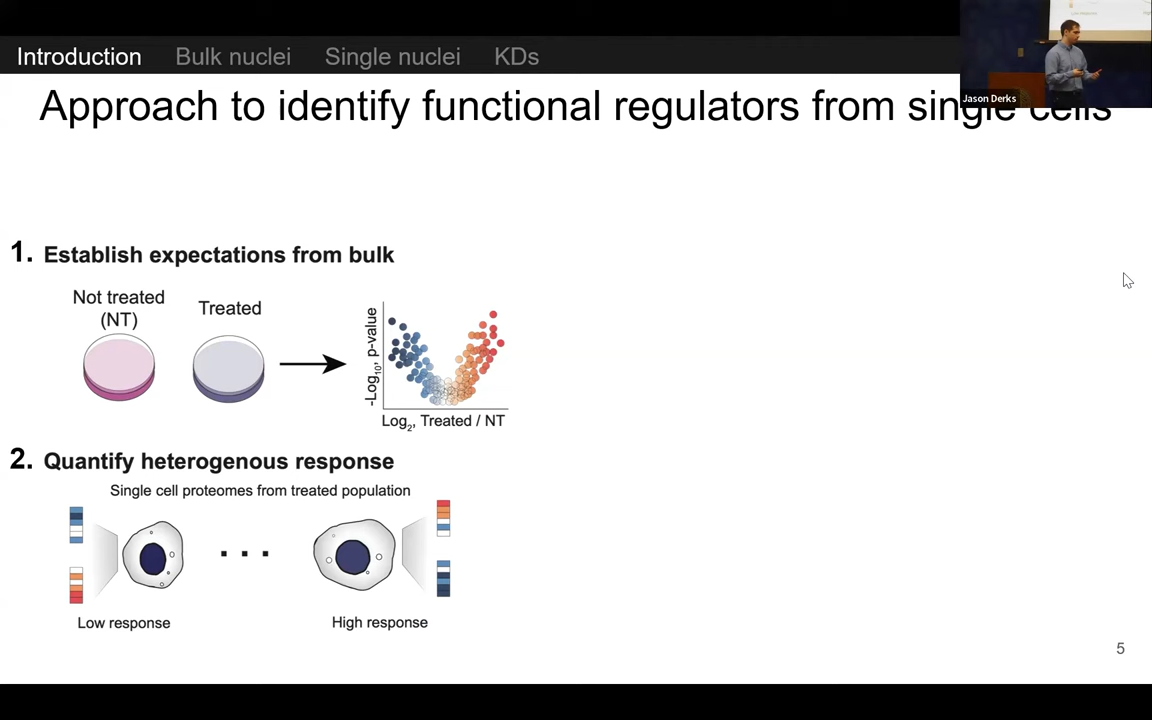 Introduction Bulk nuclei Single nuclei KDs
Jason Derks
Approach to identify functional regulators from single cells
1. Establish expectations from bulk
Not treated
(NT)
Treated
-Log10, p-value
Log2, Treated / NT
2. Quantify heterogenous response
Single cell proteomes from treated population
Low response
High response
5